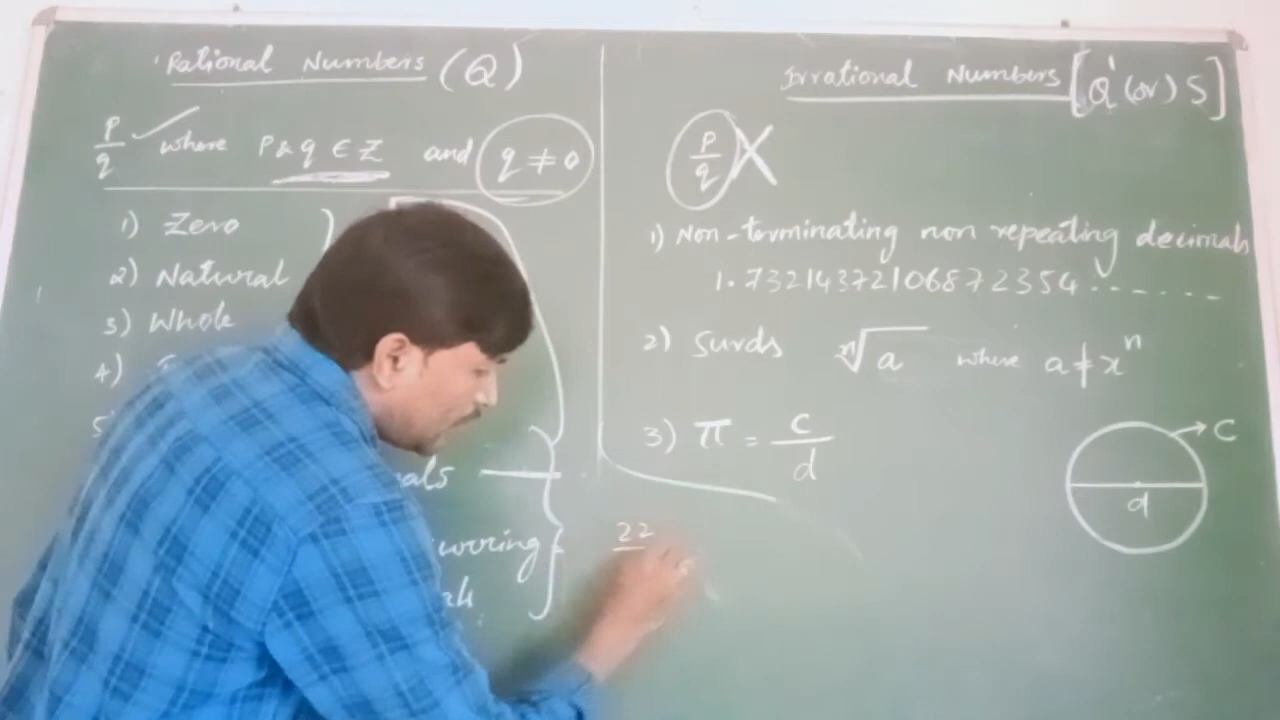 Rational Numbers (Q)
p/q where p & q ∈ Z and q ≠ 0
1) Zero
2) Natural
3) Whole
4)
5
als
urring
als
Irrational Numbers [Q' (or) S]
p/q X
1) Non-terminating non repeating decimals
1.73214372106872354.......
2) Surds ⁿ√a where a ≠ xⁿ
3) π = c/d
C
d
22